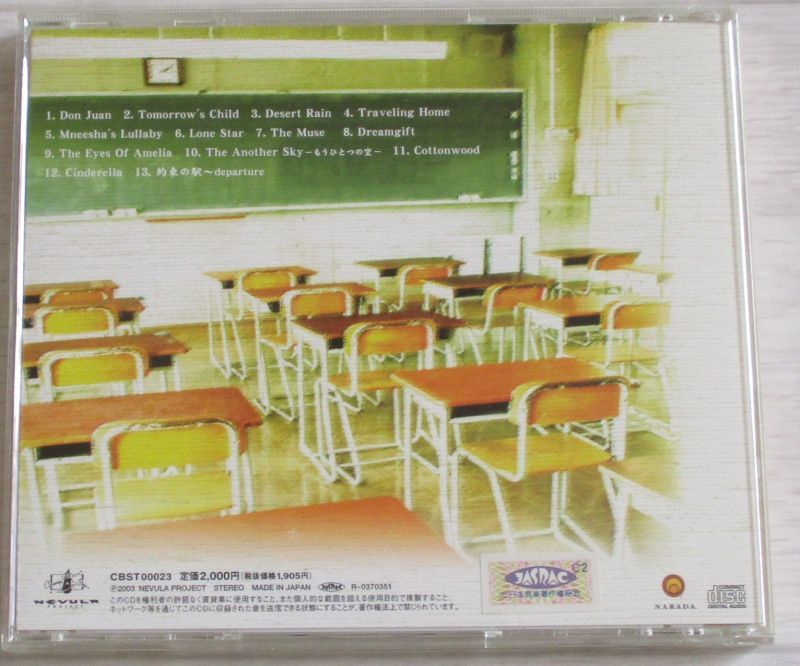 1. Don Juan 2. Tomorrow's Child 3. Desert Rain 4. Traveling Home
5. Mneesha's Lullaby 6. Lone Star 7. The Muse 8. Dreamgift
9. The Eyes Of Amelia 10. The Another Sky －もうひとつの空－ 11. Cottonwood
12. Cinderella 13. 約束の駅～departure
CBST00023 定価2,000円(税抜価格1,905円)
Ⓟ2003 NEVULA PROJECT STEREO MADE IN JAPAN JASRAC R-0370351
このCDを権利者の許諾なく賃貸業に使用すること、また個人的な範囲を超える使用目的で複製すること、
ネットワーク等を通じてこのCDに収録された音を送信できる状態にすることが、著作権法上で禁じられています。
NEVULA
PROJECT
C2
JASRAC
NARADA.
COMPACT
disc
DIGITAL AUDIO